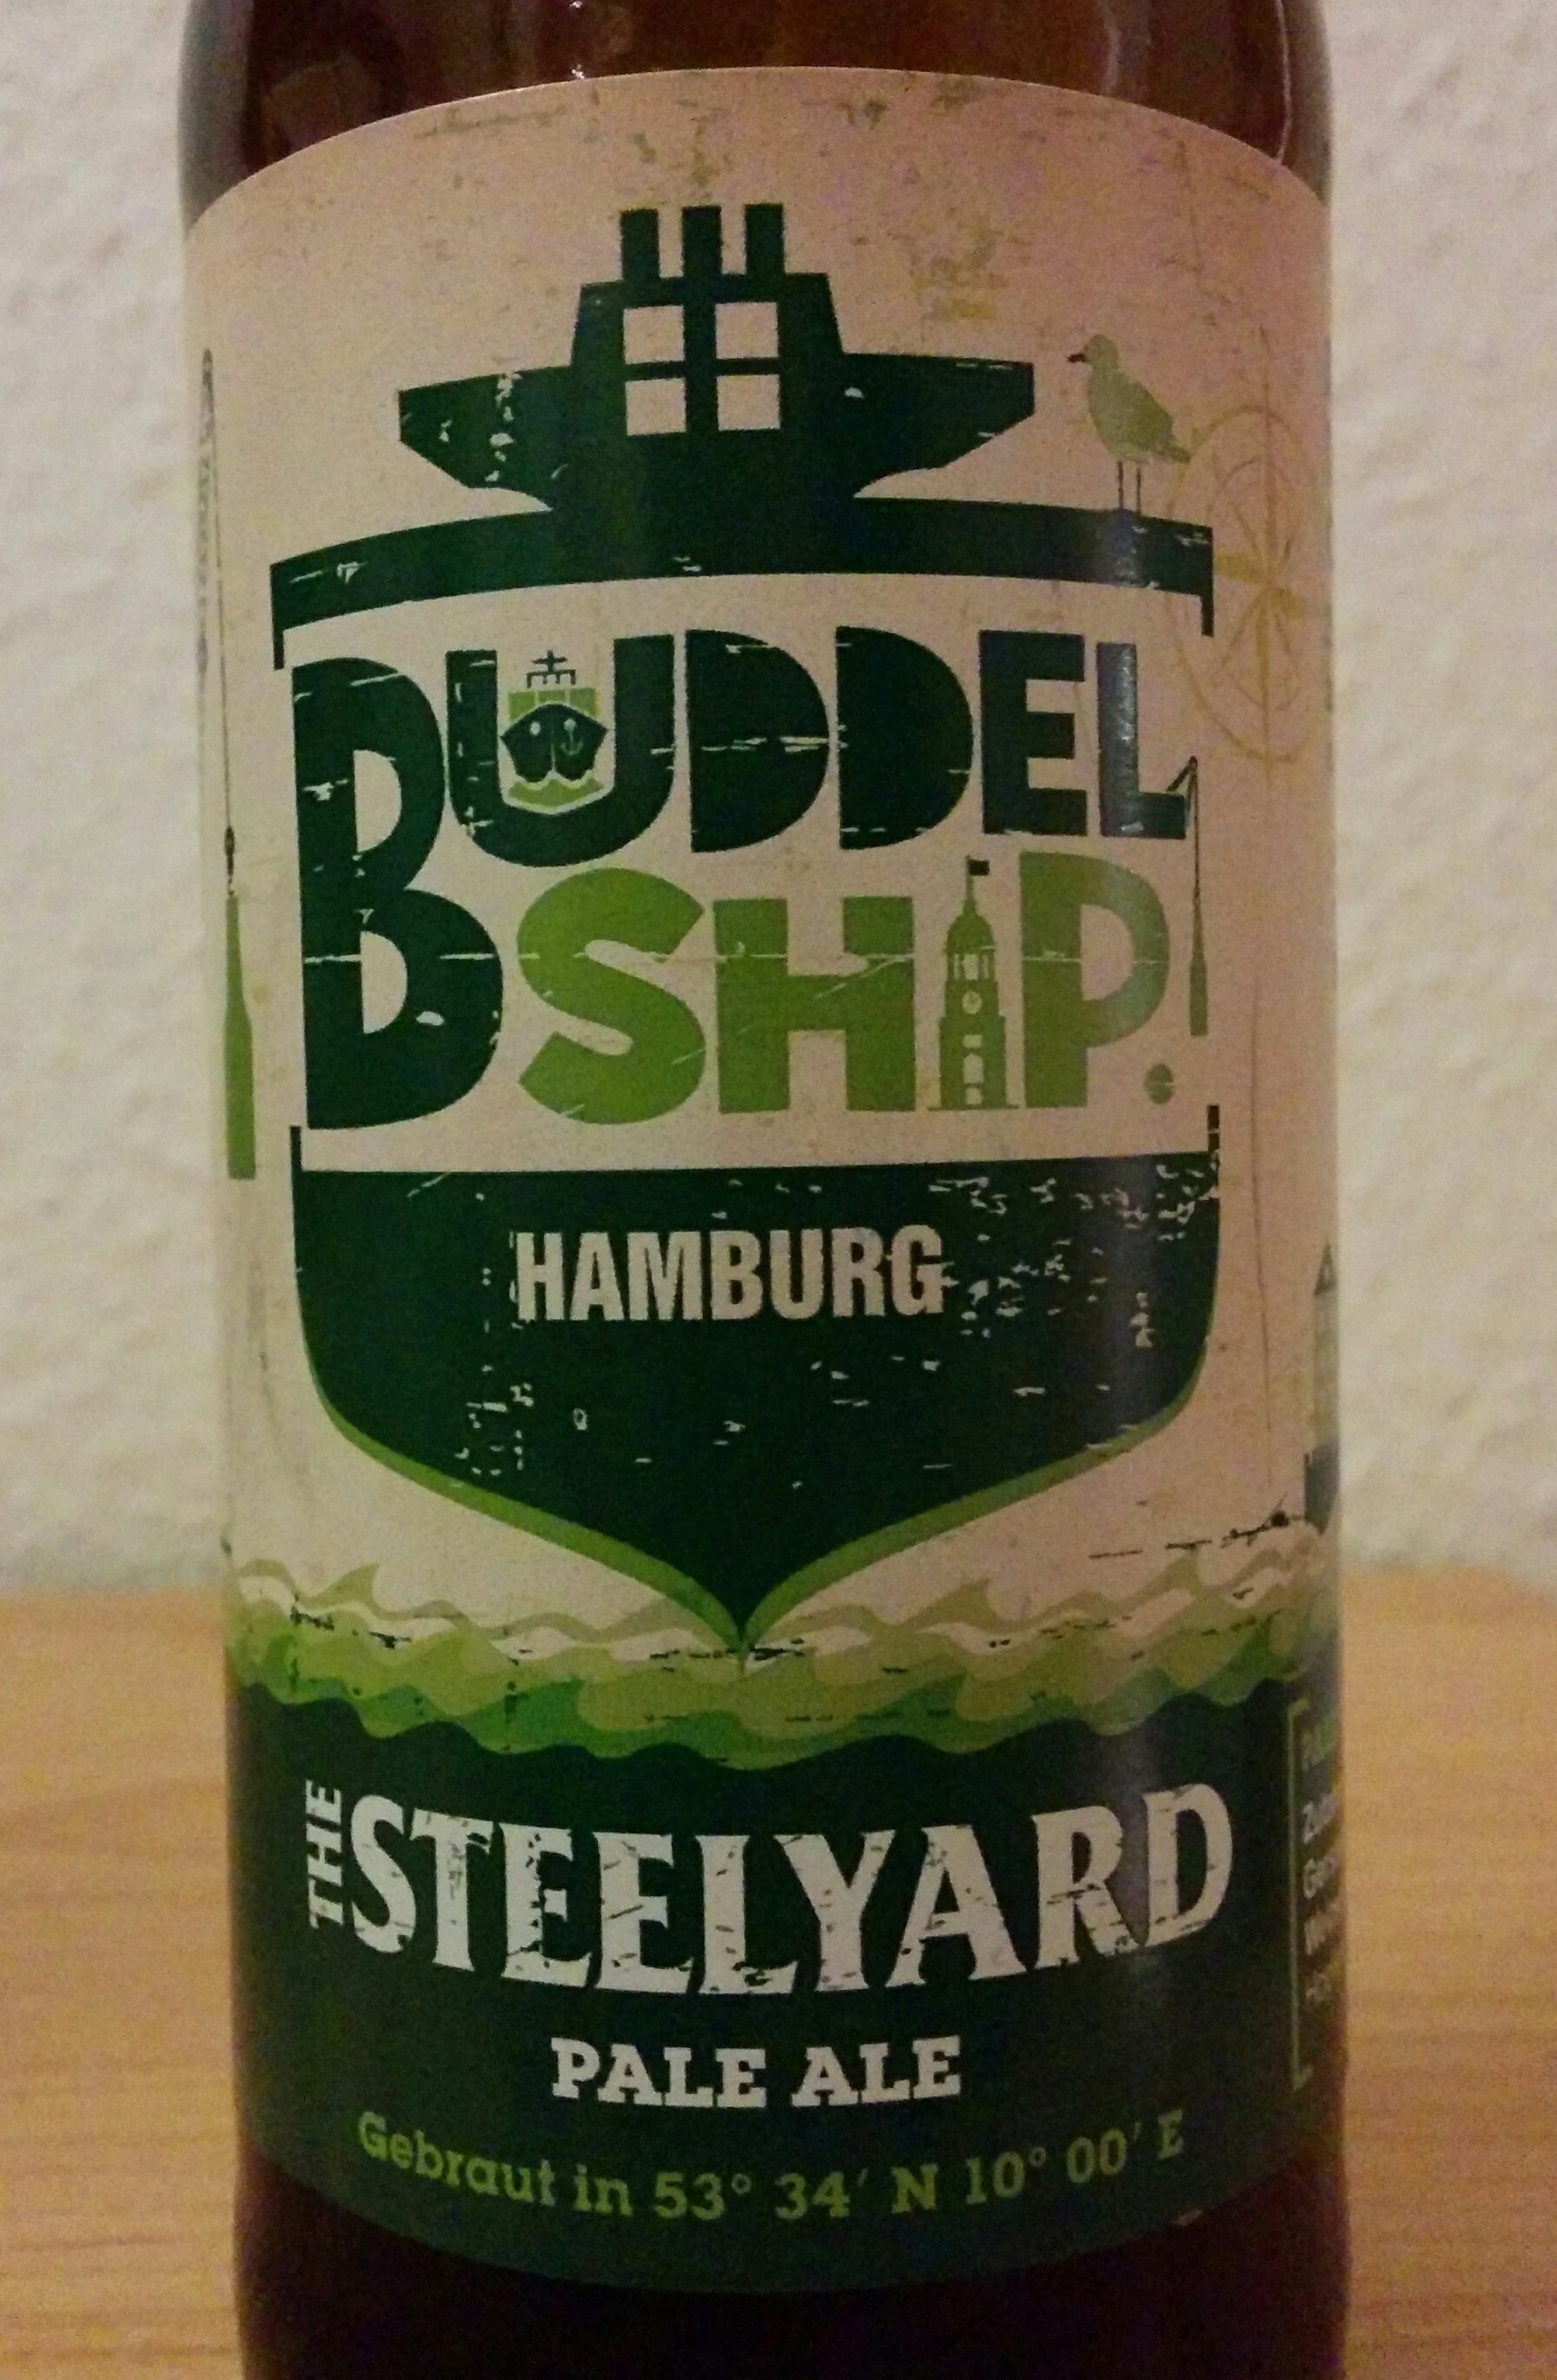 BUDDEL
SHIP.
HAMBURG
THE STEELYARD
PALE ALE
Gebraut in 53° 34′ N 10° 00′ E